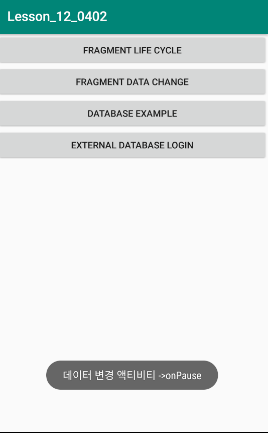 Lesson_12_0402
FRAGMENT LIFE CYCLE
FRAGMENT DATA CHANGE
DATABASE EXAMPLE
EXTERNAL DATABASE LOGIN
데이터 변경 액티비티 ->onPause